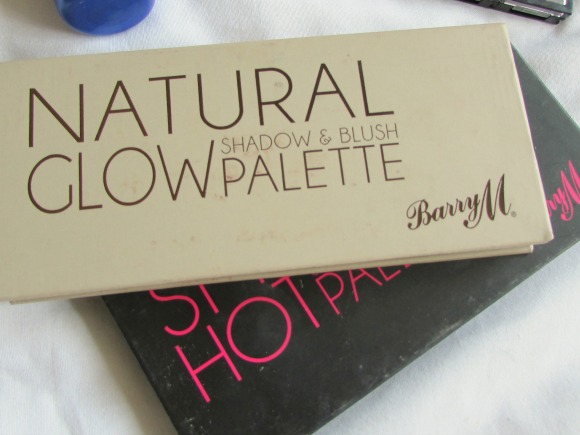 NATURAL
SHADOW & BLUSH
GLOW PALETTE
Barry M®
HOT